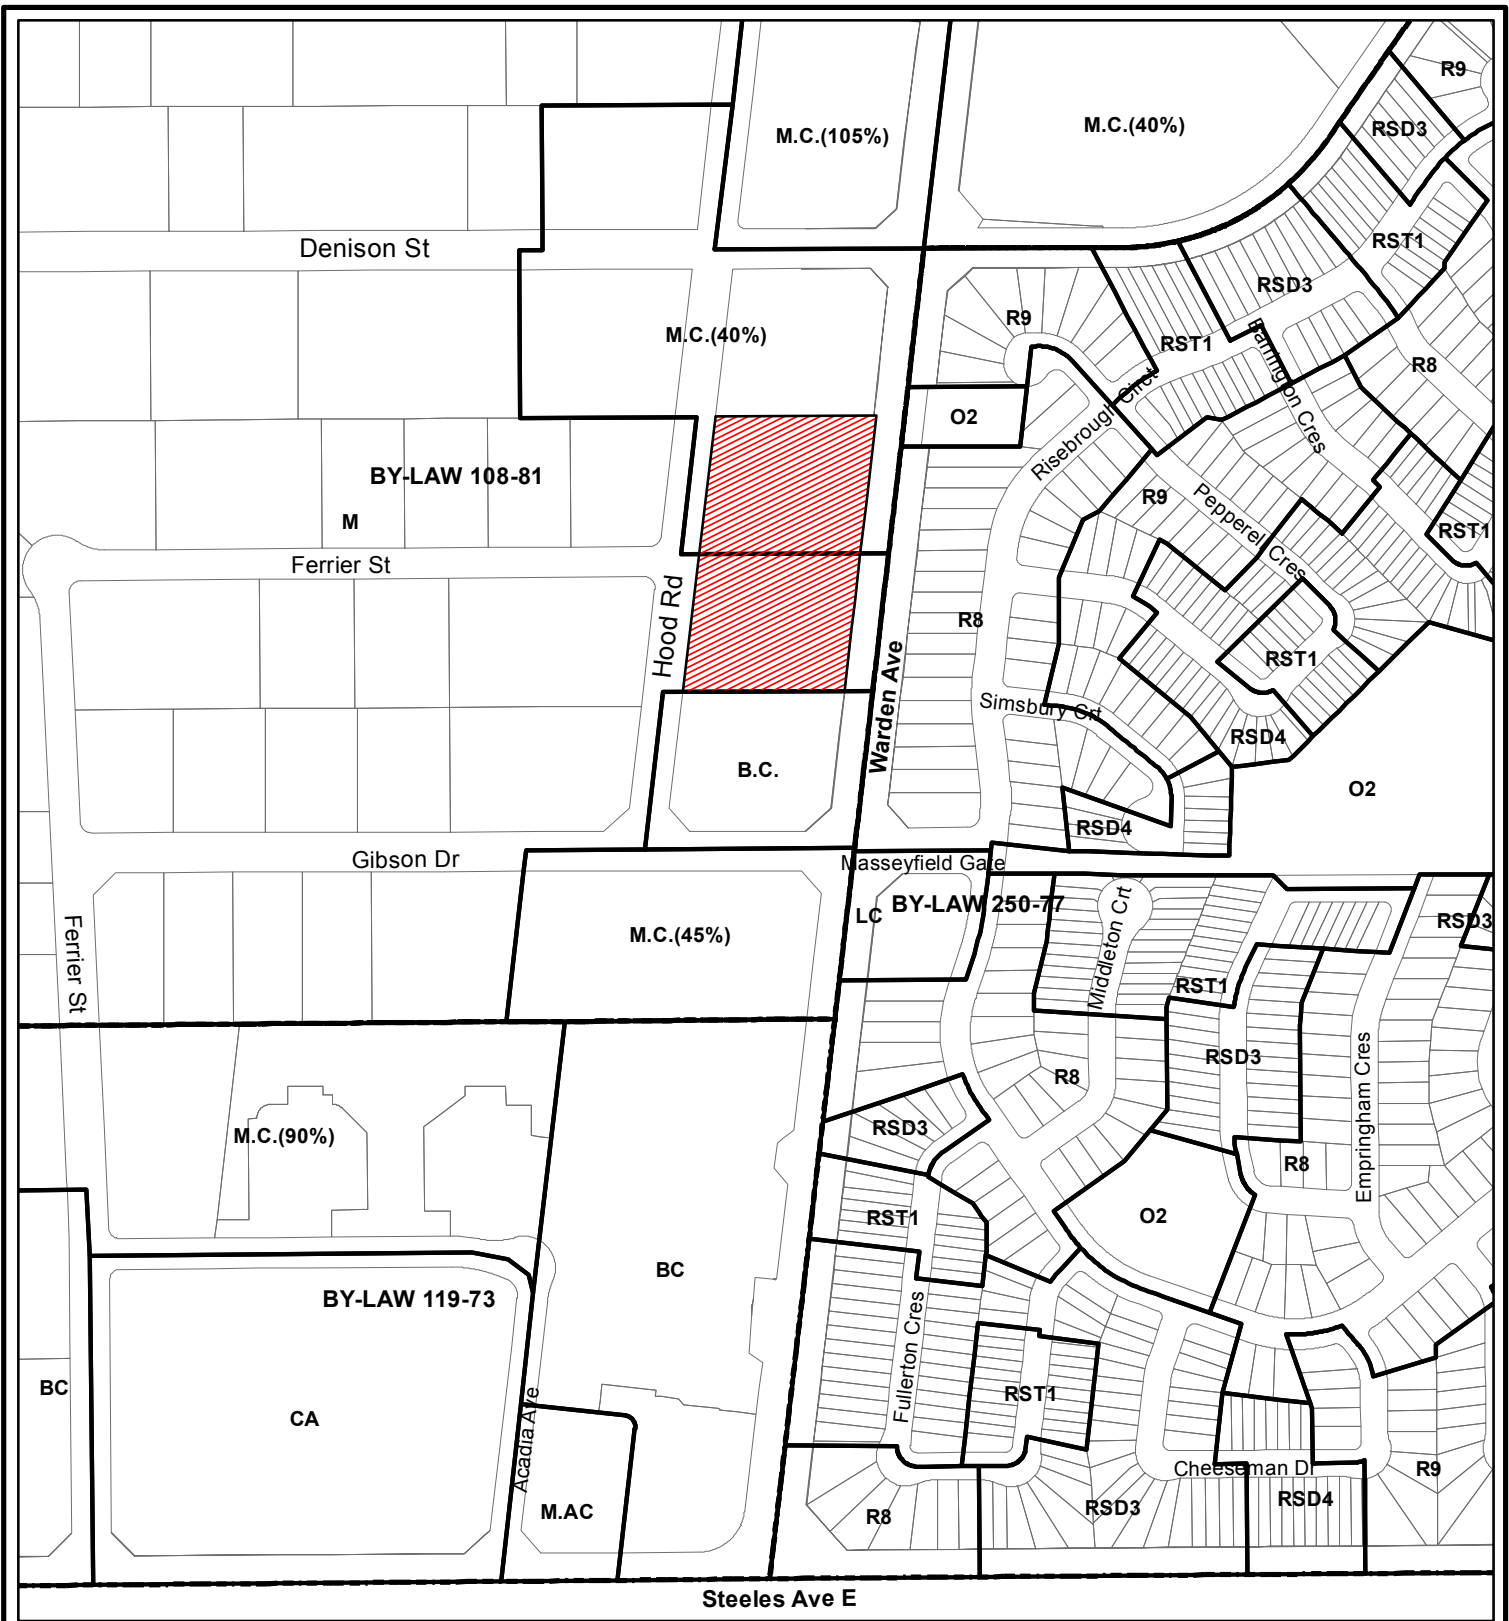 R9
M.C.(105%)
M.C.(40%)
RSD3
Denison St
RST1
RSD3
R9
M.C.(40%)
RST1
Barrington Cres
R8
O2
Risebrough Circt
BY-LAW 108-81
M
R9
Pepperel Cres
RST1
Ferrier St
Hood Rd
R8
RST1
Warden Ave
Simsbury Crt
RSD4
B.C.
O2
RSD4
Gibson Dr
Masseyfield Gate
LC
BY-LAW 250-77
Middleton Crt
RSD3
M.C.(45%)
Ferrier St
RST1
RSD3
R8
Empringham Cres
RSD3
M.C.(90%)
R8
RST1
O2
BC
BY-LAW 119-73
Fullerton Cres
BC
CA
RST1
Acadia Ave
Cheeseman Dr
R9
RSD4
M.AC
R8
RSD3
Steeles Ave E